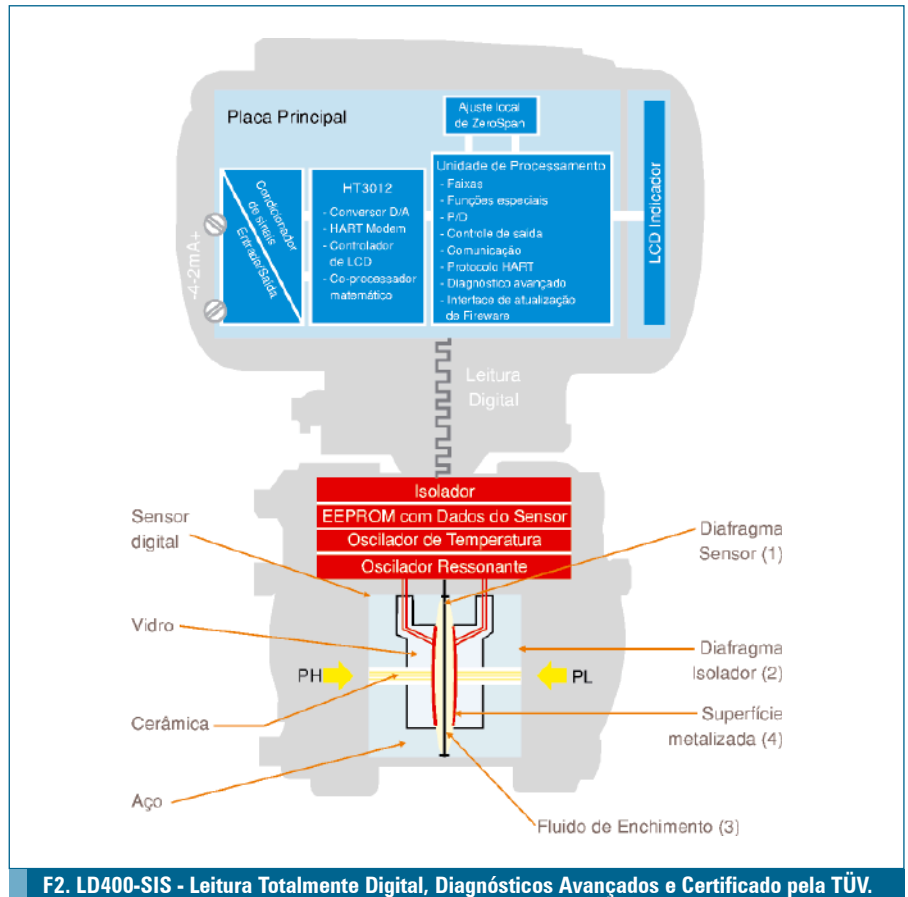 Placa Principal
Ajuste local
de ZeroSpan
-4-2mA+
Condicionador
de sinais
Entrada/Saída
HT3012
- Conversor D/A
- HART Modem
- Controlador
de LCD
- Co-processador
matemático
Unidade de Processamento
- Faixas
- Funções especiais
- P/D
- Controle de saída
- Comunicação
- Protocolo HART
- Diagnóstico avançado
- Interface de atualização
de Fireware
LCD Indicador
Leitura
Digital
Isolador
EEPROM com Dados do Sensor
Oscilador de Temperatura
Oscilador Ressonante
Sensor
digital
Vidro
PH
Cerâmica
Aço
Diafragma
Sensor (1)
Diafragma
Isolador (2)
PL
Superfície
metalizada (4)
Fluido de Enchimento (3)
F2. LD400-SIS - Leitura Totalmente Digital, Diagnósticos Avançados e Certificado pela TÜV.